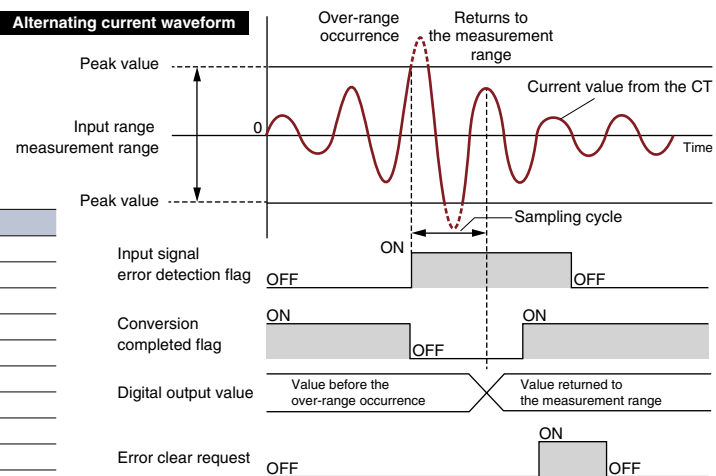 Alternating current waveform
Over-range
occurrence
Returns to
the measurement
range
Peak value
Current value from the CT
Input range
measurement range
0
Time
Peak value
Sampling cycle
Input signal
error detection flag
OFF
ON
OFF
Conversion
completed flag
ON
OFF
ON
Digital output value
Value before the
over-range occurrence
Value returned to
the measurement range
Error clear request
OFF
ON
OFF